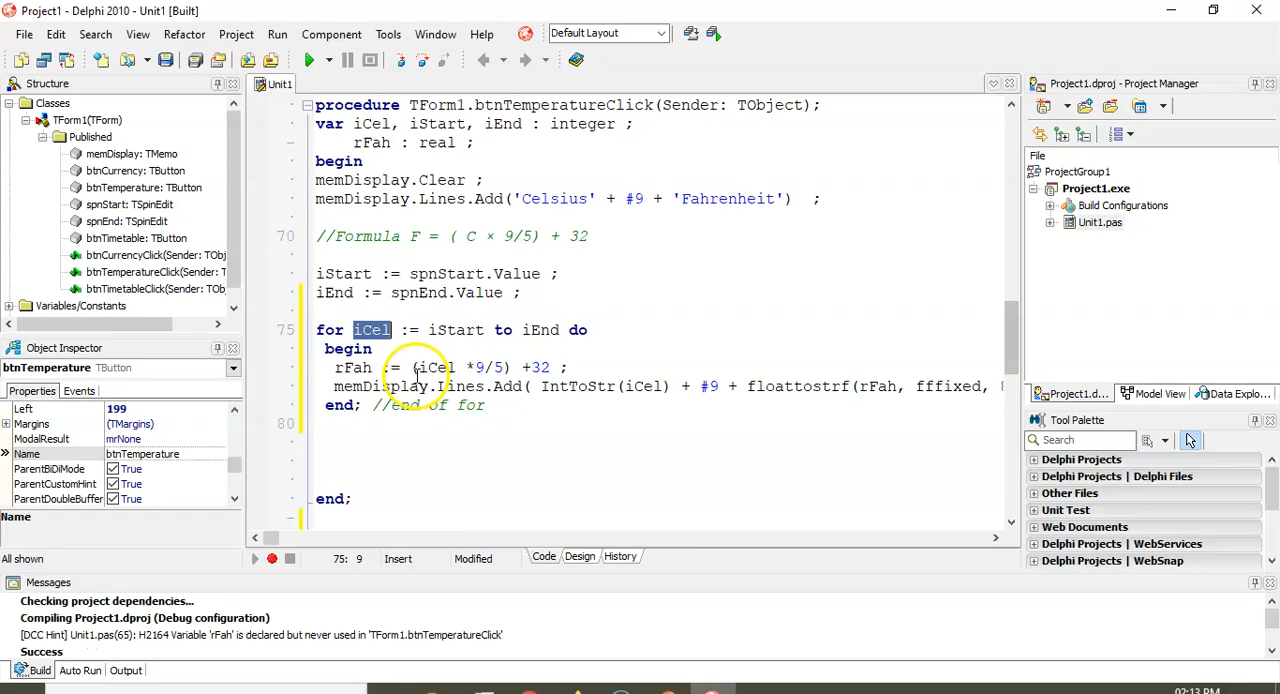 Project1 - Delphi 2010 - Unit1 [Built]
File Edit Search View Refactor Project Run Component Tools Window Help Default Layout
Structure
Classes
TForm1(TForm)
Published
memDisplay: TMemo
btnCurrency: TButton
btnTemperature: TButton
spnStart: TSpinEdit
spnEnd: TSpinEdit
btnTimetable: TButton
btnCurrencyClick(Sender: TObj
btnTemperatureClick(Sender: T
btnTimetableClick(Sender: TOb
Variables/Constants
Object Inspector
btnTemperature TButton
Properties Events
Left 199
Margins (TMargins)
ModalResult mrNone
Name btnTemperature
ParentBiDiMode True
ParentCustomHint True
ParentDoubleBuffer True
Name
All shown
Unit1
procedure TForm1.btnTemperatureClick(Sender: TObject);
var iCel, iStart, iEnd : integer ;
rFah : real ;
begin
memDisplay.Clear ;
memDisplay.Lines.Add('Celsius' + #9 + 'Fahrenheit') ;
70 //Formula F = ( C × 9/5) + 32
iStart := spnStart.Value ;
iEnd := spnEnd.Value ;
75 for iCel := iStart to iEnd do
begin
rFah := (iCel *9/5) +32 ;
memDisplay.Lines.Add( IntToStr(iCel) + #9 + floattostrf(rFah, fffixed, 8
end; //end of for
80
end;
75: 9 Insert Modified Code Design History
Project1.dproj - Project Manager
File
ProjectGroup1
Project1.exe
Build Configurations
Unit1.pas
Project1.d... Model View Data Explo...
Tool Palette
Search
Delphi Projects
Delphi Projects | Delphi Files
Other Files
Unit Test
Web Documents
Delphi Projects | WebServices
Delphi Projects | WebSnap
Messages
Checking project dependencies...
Compiling Project1.dproj (Debug configuration)
[DCC Hint] Unit1.pas(65): H2164 Variable 'rFah' is declared but never used in 'TForm1.btnTemperatureClick'
Success
Build Auto Run Output
02:13 PM